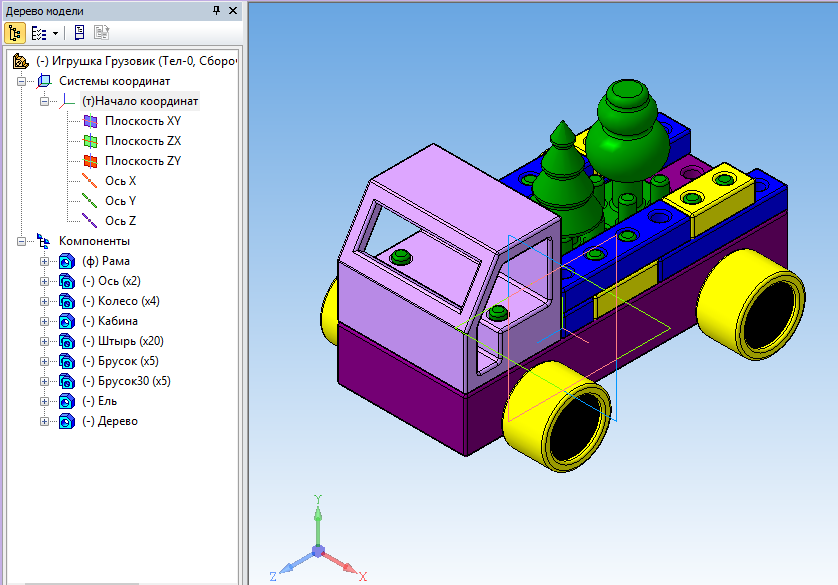 Дерево модели
(-) Игрушка Грузовик (Тел-0, Сбороч
Системы координат
(т)Начало координат
Плоскость XY
Плоскость ZX
Плоскость ZY
Ось X
Ось Y
Ось Z
Компоненты
(ф) Рама
(-) Ось (x2)
(-) Колесо (x4)
(-) Кабина
(-) Штырь (x20)
(-) Брусок (x5)
(-) Брусок30 (x5)
(-) Ель
(-) Дерево
Y
Z
X